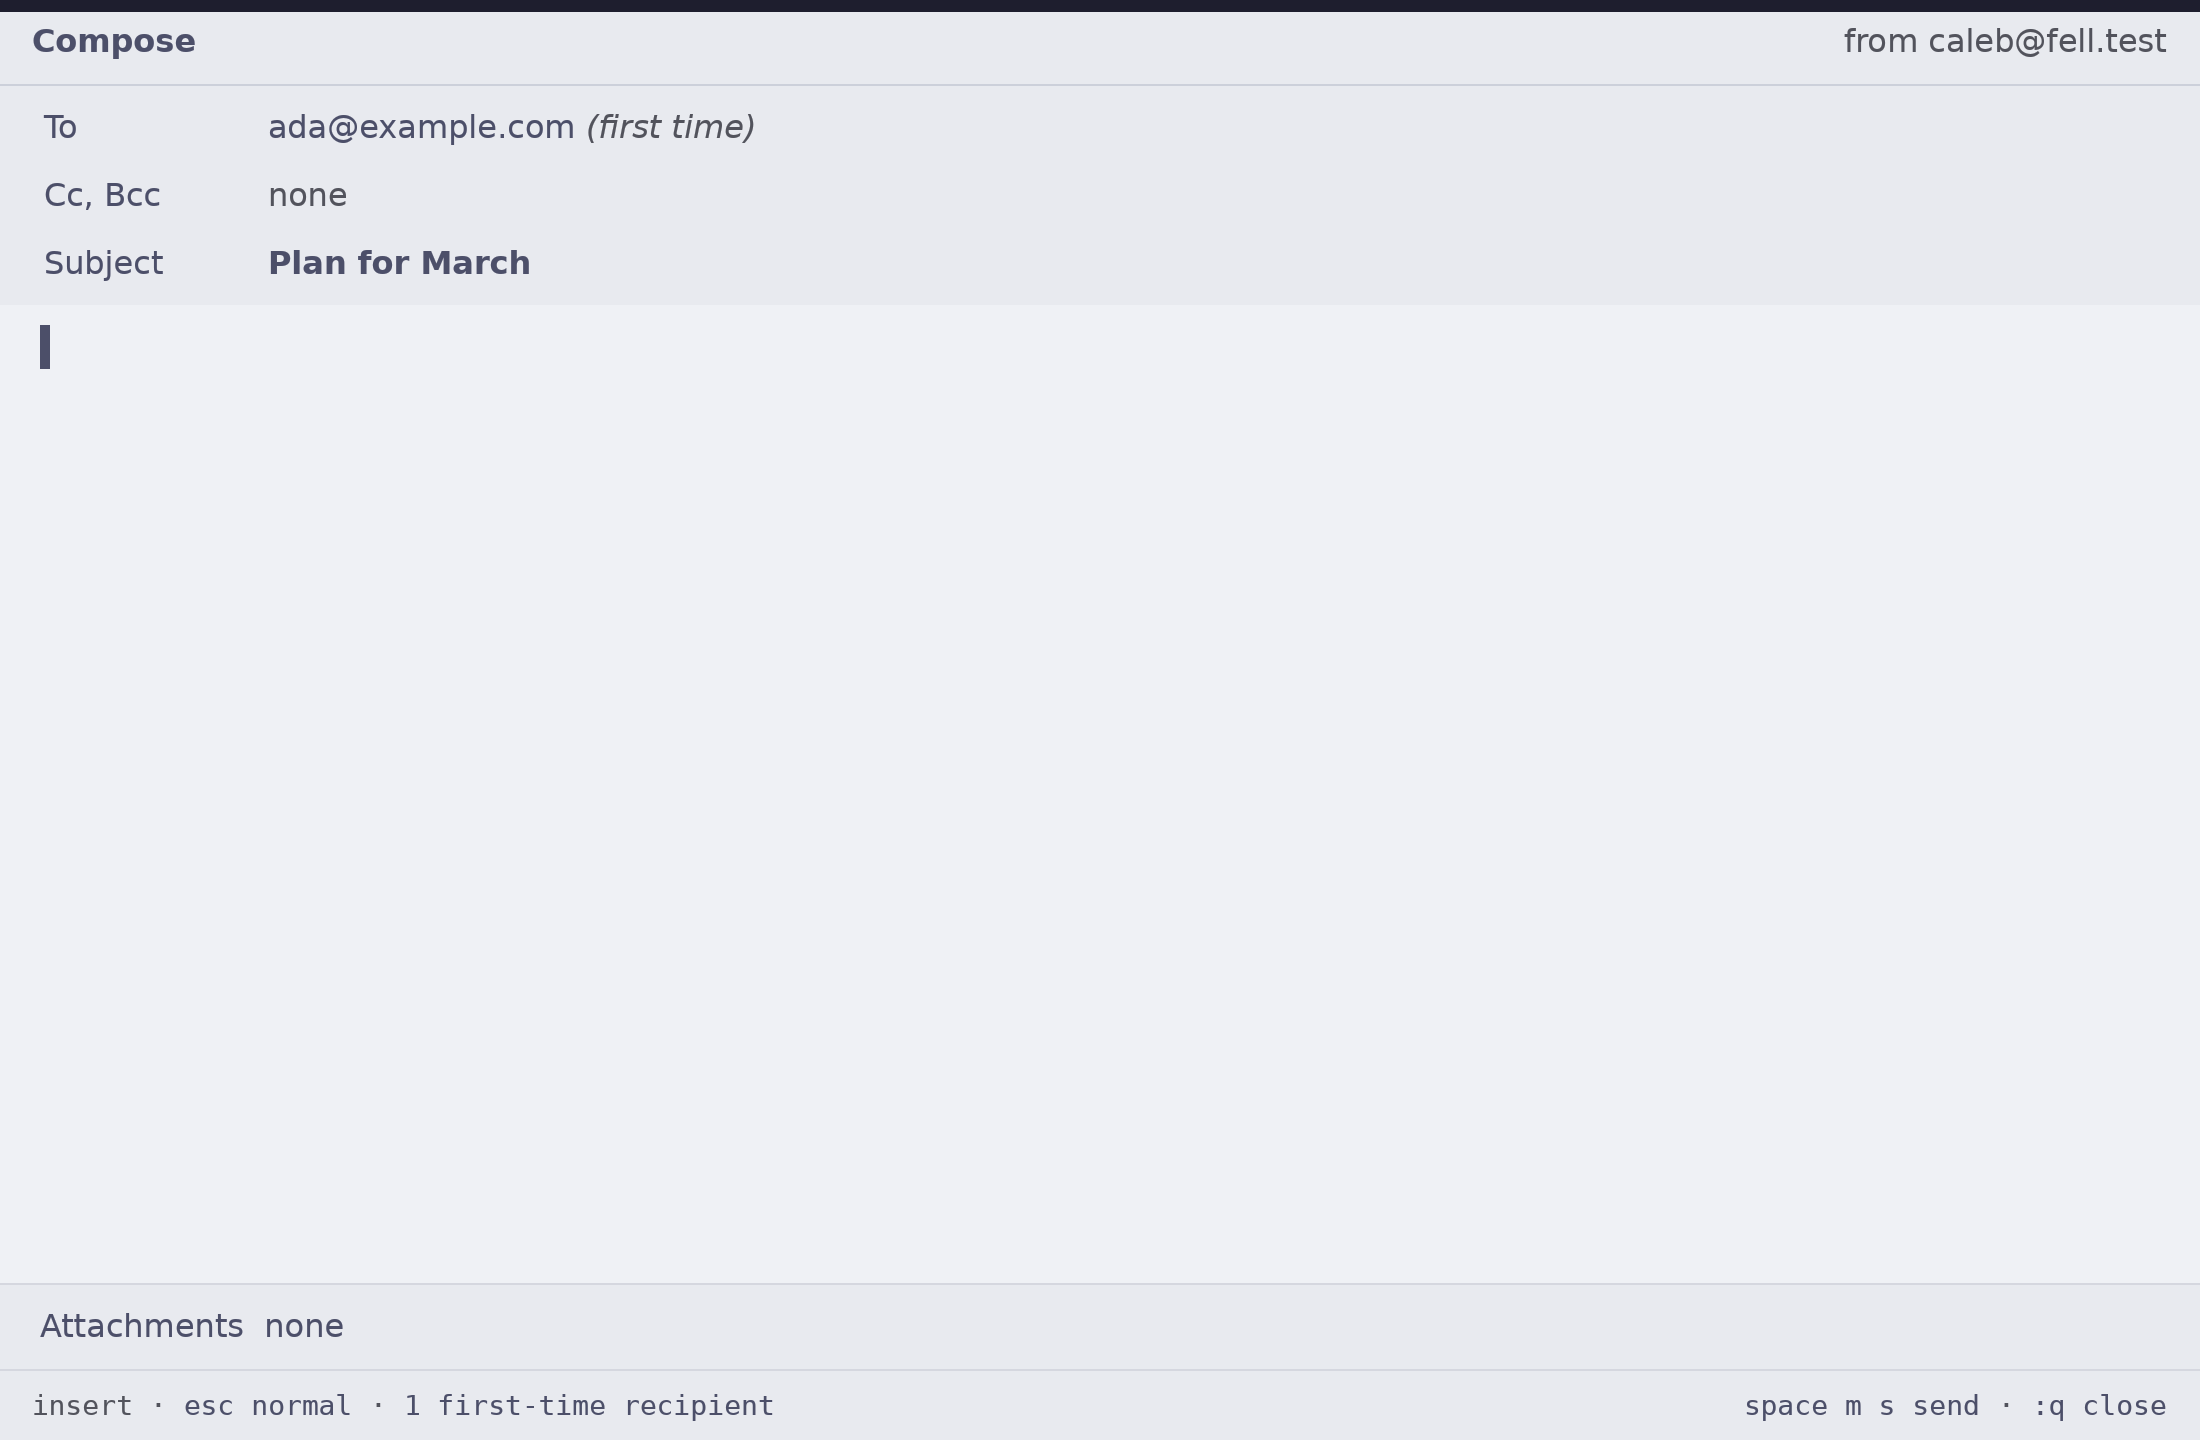 Compose
from caleb@fell.test
To ada@example.com (first time)
Cc, Bcc none
Subject Plan for March
Attachments none
insert · esc normal · 1 first-time recipient
space m s send · :q close